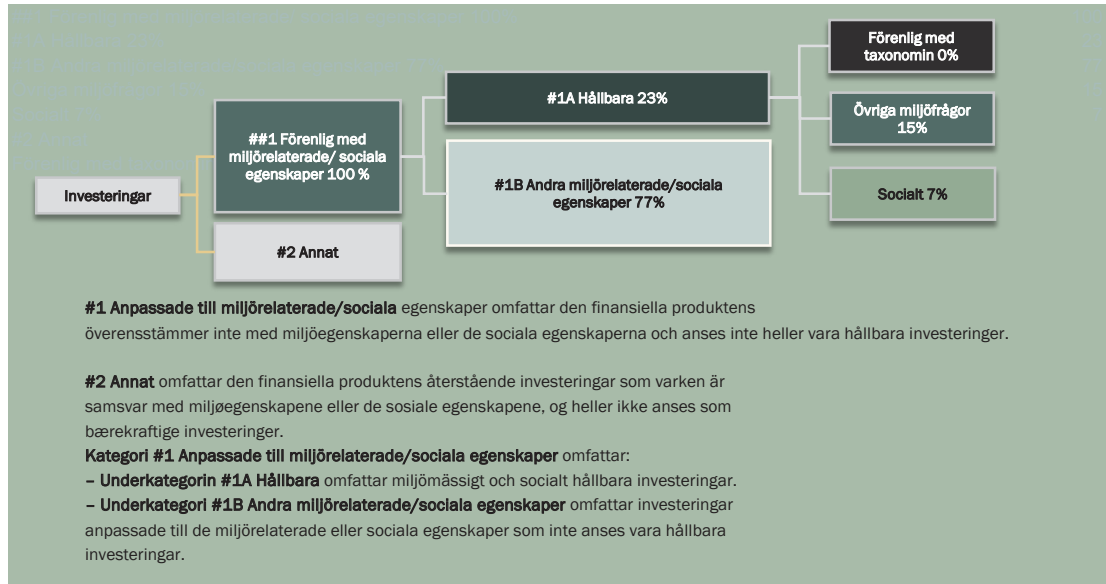 Investeringar
##1 Förenlig med
miljörelaterade/ sociala
egenskaper 100 %
#2 Annat
#1A Hållbara 23%
#1B Andra miljörelaterade/sociala
egenskaper 77%
Förenlig med
taxonomin 0%
Övriga miljöfrågor
15%
Socialt 7%
#1 Anpassade till miljörelaterade/sociala egenskaper omfattar den finansiella produktens
överensstämmer inte med miljöegenskaperna eller de sociala egenskaperna och anses inte heller vara hållbara investeringer.
#2 Annat omfattar den finansiella produktens återstående investeringar som varken är
samsvar med miljøegenskapene eller de sosiale egenskapene, og heller ikke anses som
bærekraftige investeringer.
Kategori #1 Anpassade till miljörelaterade/sociala egenskaper omfattar:
– Underkategorin #1A Hållbara omfattar miljömässigt och socialt hållbara investeringar.
– Underkategori #1B Andra miljörelaterade/sociala egenskaper omfattar investeringar
anpassade till de miljörelaterade eller sociala egenskaper som inte anses vara hållbara
investeringar.